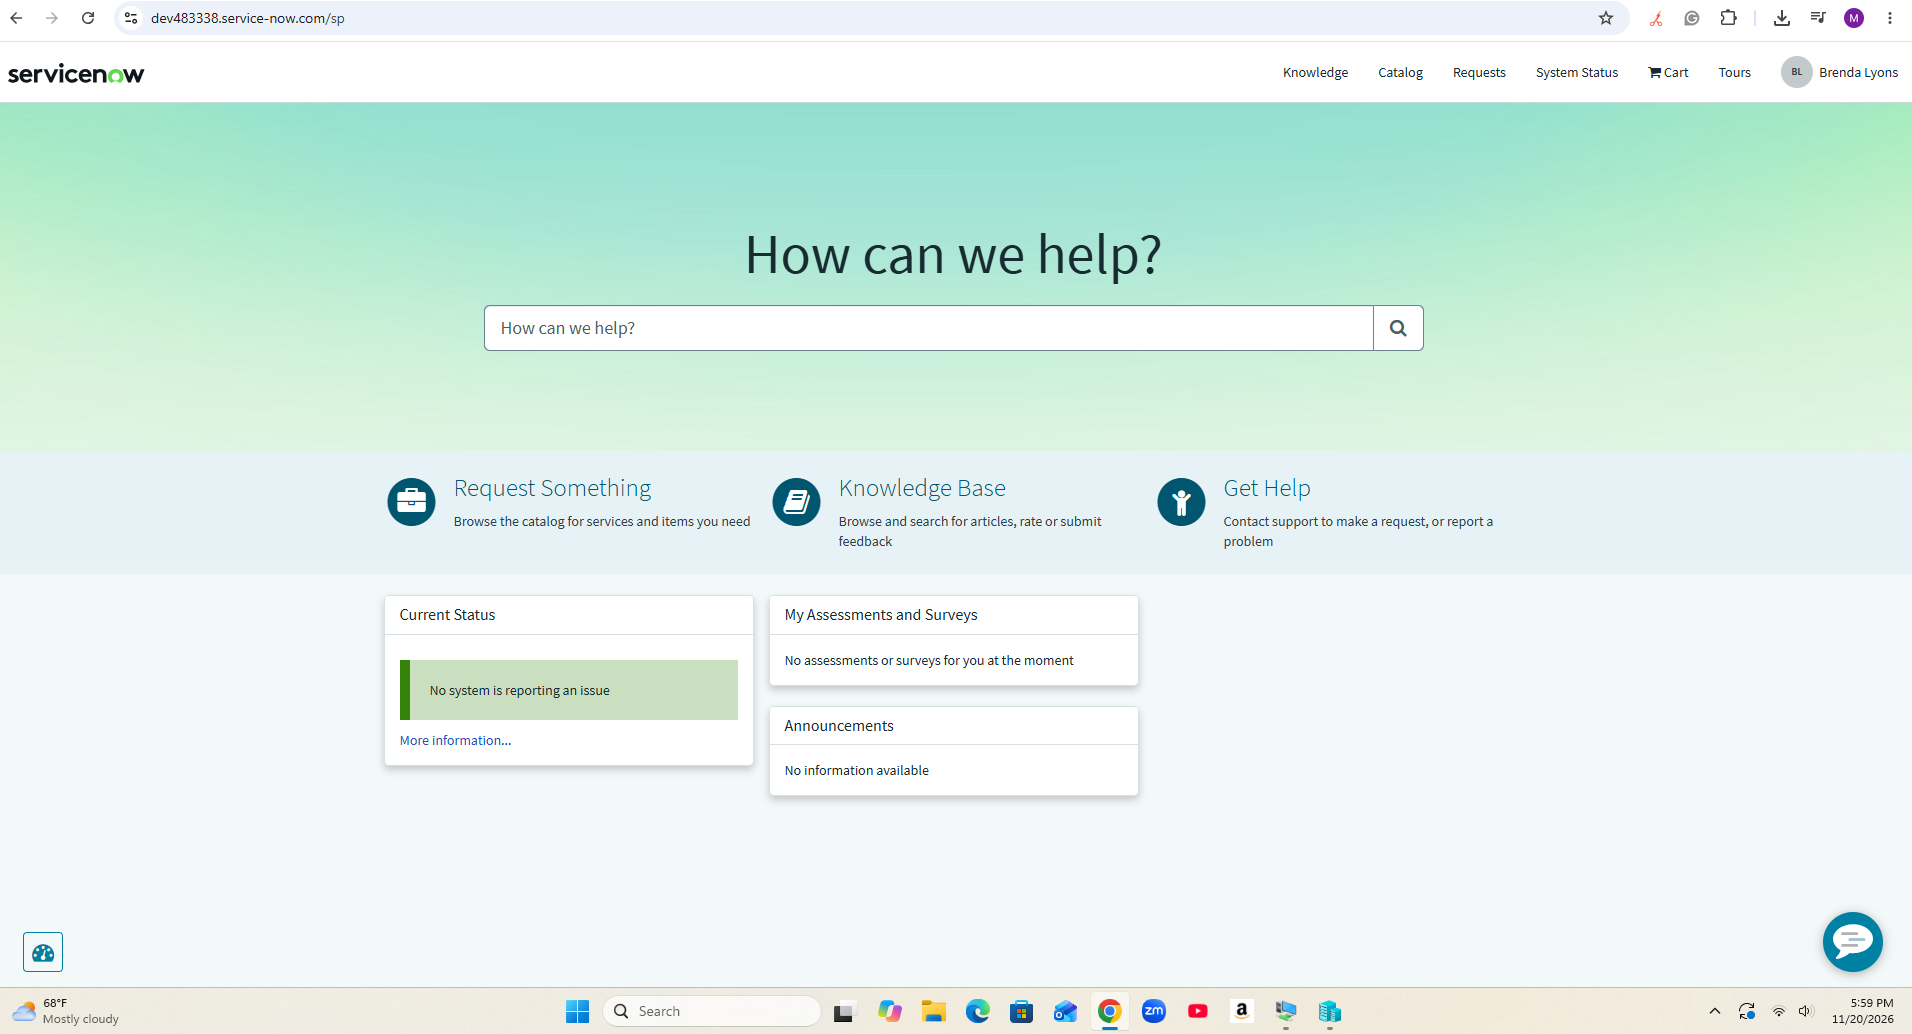 dev483338.service-now.com/sp
M
servicenow
Knowledge
Catalog
Requests
System Status
Cart
Tours
BL
Brenda Lyons
How can we help?
How can we help?
Request Something
Browse the catalog for services and items you need
Knowledge Base
Browse and search for articles, rate or submit
feedback
Get Help
Contact support to make a request, or report a
problem
Current Status
No system is reporting an issue
More information...
My Assessments and Surveys
No assessments or surveys for you at the moment
Announcements
No information available
68°F
Mostly cloudy
Search
zm
a
5:59 PM
11/20/2026